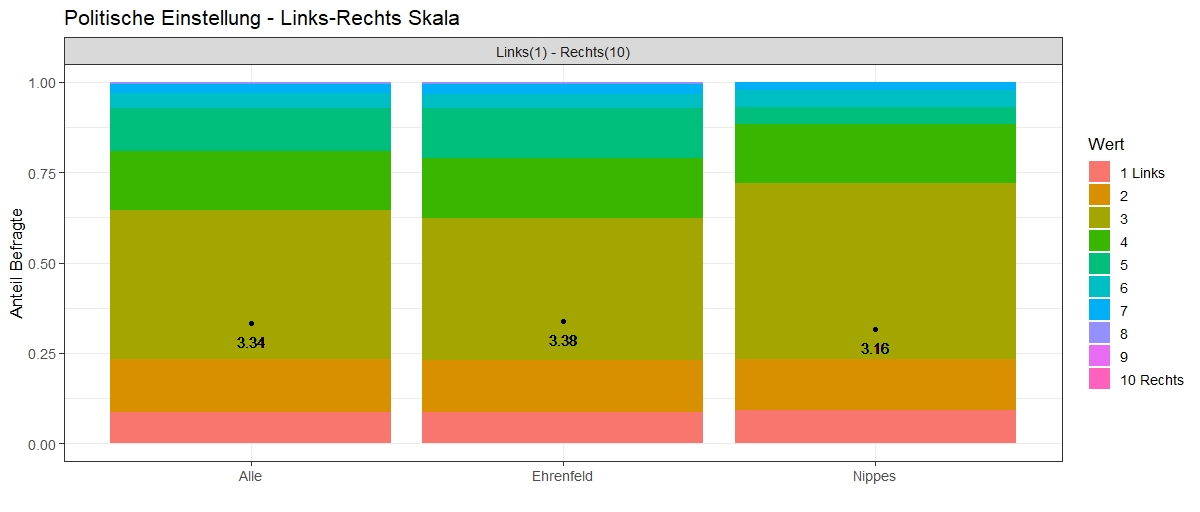 Politische Einstellung - Links-Rechts Skala
Links(1) - Rechts(10)
Anteil Befragte
1.00
0.75
0.50
0.25
0.00
3.34
3.38
3.16
Alle
Ehrenfeld
Nippes
Wert
1 Links
2
3
4
5
6
7
8
9
10 Rechts